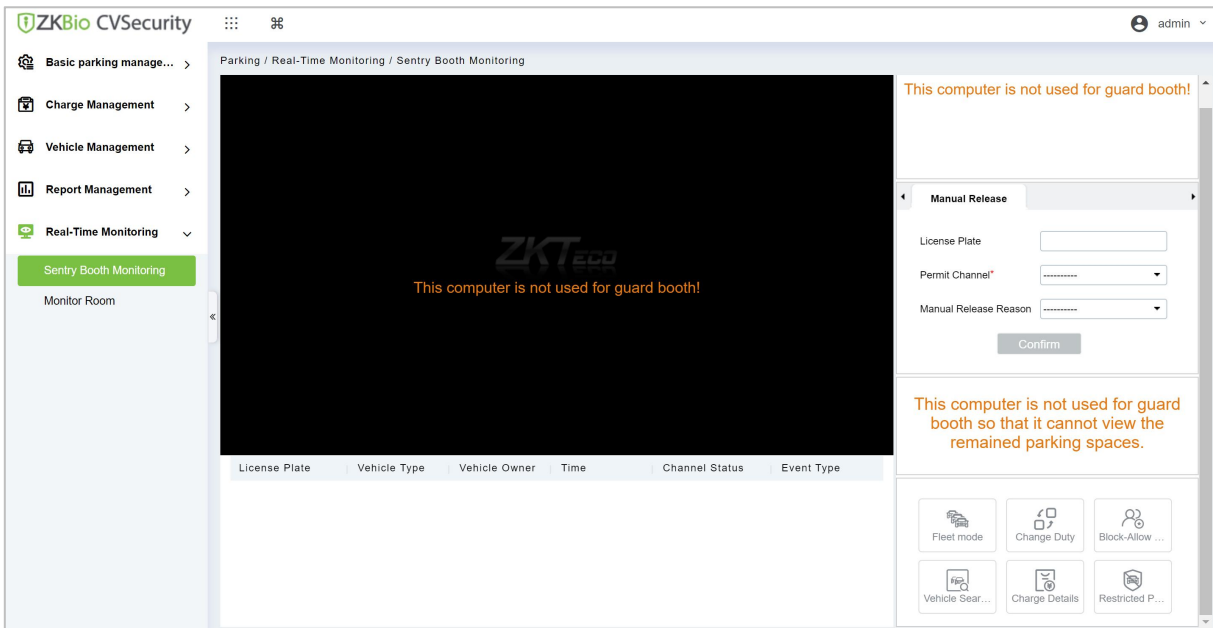 ZKBio CVSecurity
admin
Basic parking manage...
Charge Management
Vehicle Management
Report Management
Real-Time Monitoring
Sentry Booth Monitoring
Monitor Room
Parking / Real-Time Monitoring / Sentry Booth Monitoring
ZKTECO
This computer is not used for guard booth!
License Plate Vehicle Type Vehicle Owner Time Channel Status Event Type
This computer is not used for guard booth!
Manual Release
License Plate
Permit Channel* ----------
Manual Release Reason ----------
Confirm
This computer is not used for guard
booth so that it cannot view the
remained parking spaces.
Fleet mode Change Duty Block-Allow ...
Vehicle Sear... Charge Details Restricted P...